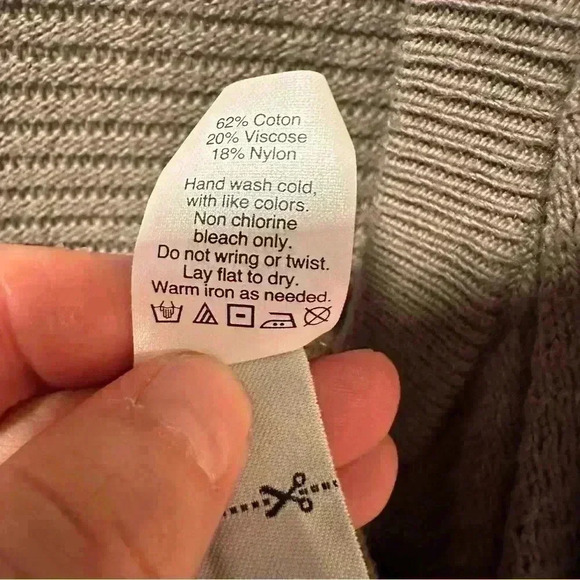 62% Coton
20% Viscose
18% Nylon
Hand wash cold,
with like colors.
Non chlorine
bleach only.
Do not wring or twist.
Lay flat to dry.
Warm iron as needed.